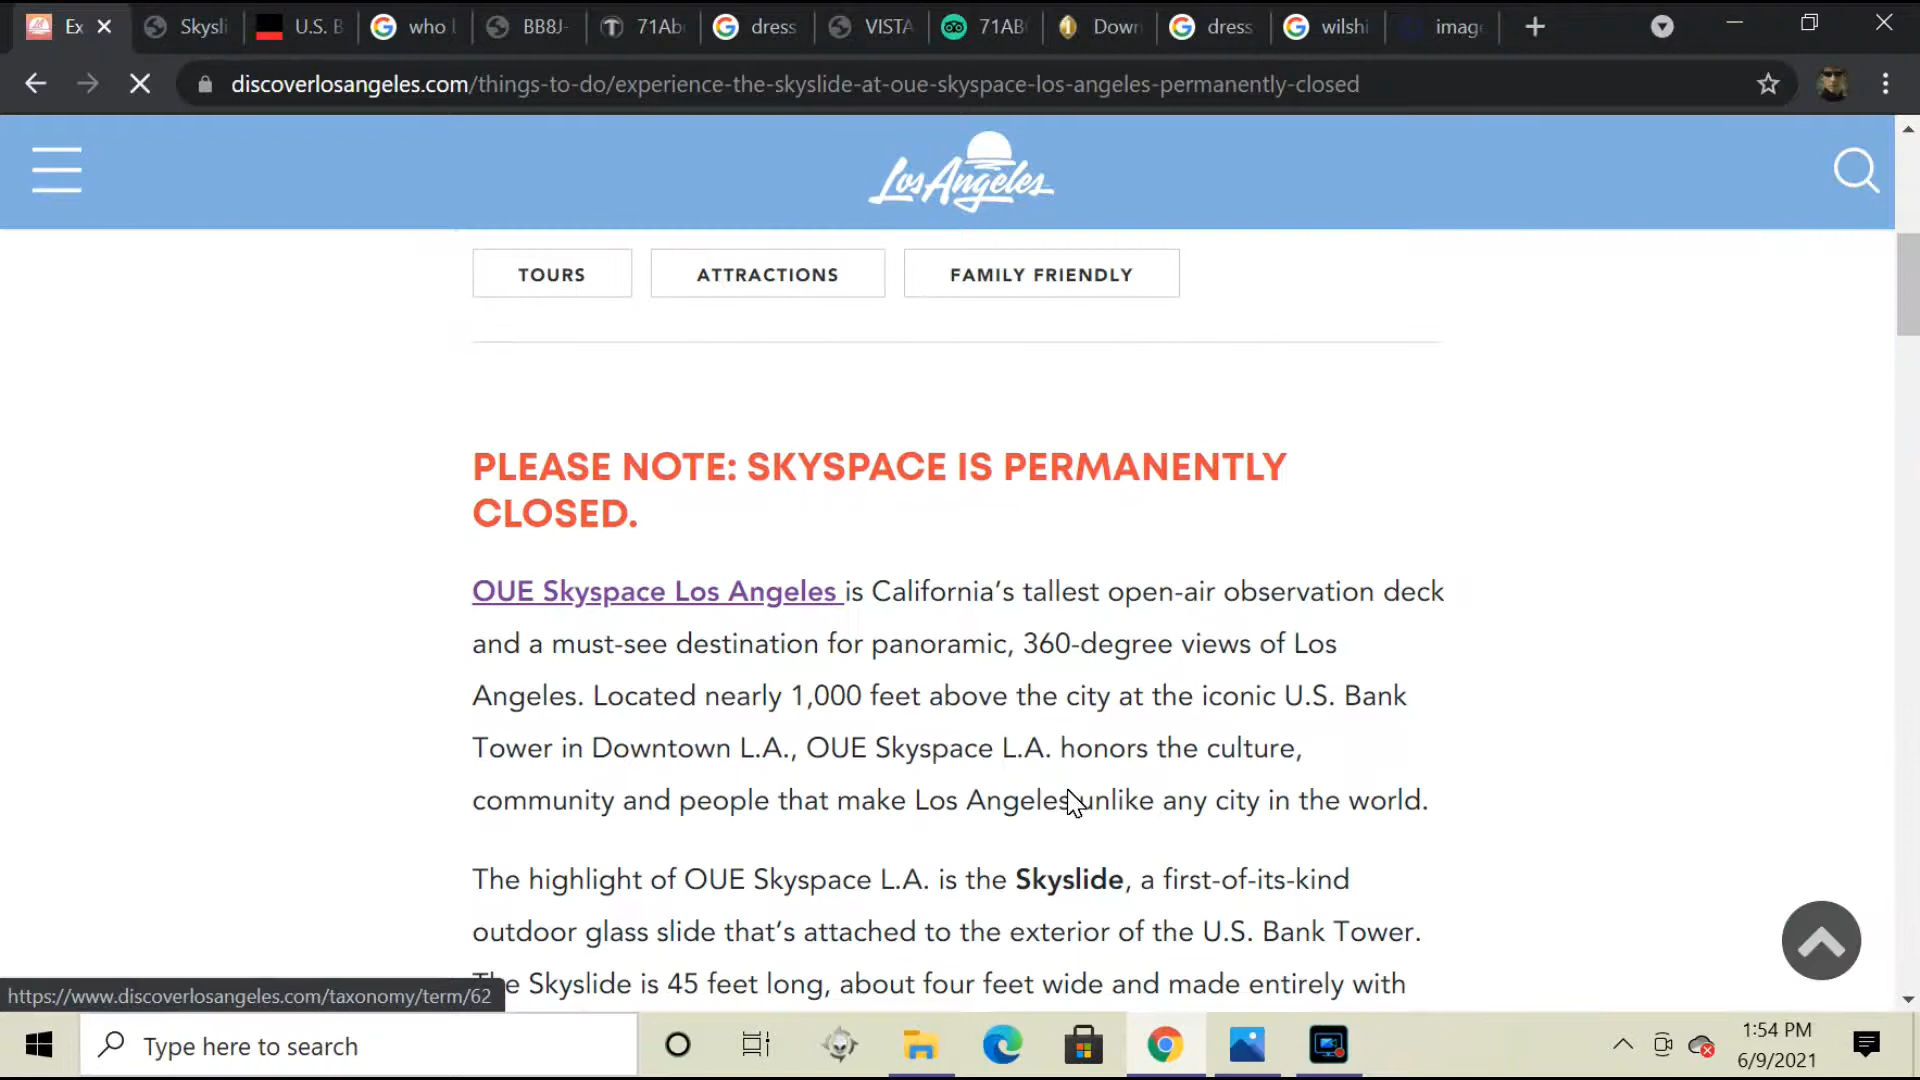 Ex
Skysli
U.S. B
who l
BB8J-
71Ab
dress
VISTA
71AB
Down
dress
wilshi
imag
discoverlosangeles.com/things-to-do/experience-the-skyslide-at-oue-skyspace-los-angeles-permanently-closed
Los Angeles
TOURS
ATTRACTIONS
FAMILY FRIENDLY
PLEASE NOTE: SKYSPACE IS PERMANENTLY
CLOSED.
OUE Skyspace Los Angeles is California's tallest open-air observation deck
and a must-see destination for panoramic, 360-degree views of Los
Angeles. Located nearly 1,000 feet above the city at the iconic U.S. Bank
Tower in Downtown L.A., OUE Skyspace L.A. honors the culture,
community and people that make Los Angeles unlike any city in the world.
The highlight of OUE Skyspace L.A. is the Skyslide, a first-of-its-kind
outdoor glass slide that's attached to the exterior of the U.S. Bank Tower.
The Skyslide is 45 feet long, about four feet wide and made entirely with
https://www.discoverlosangeles.com/taxonomy/term/62
Type here to search
1:54 PM
6/9/2021